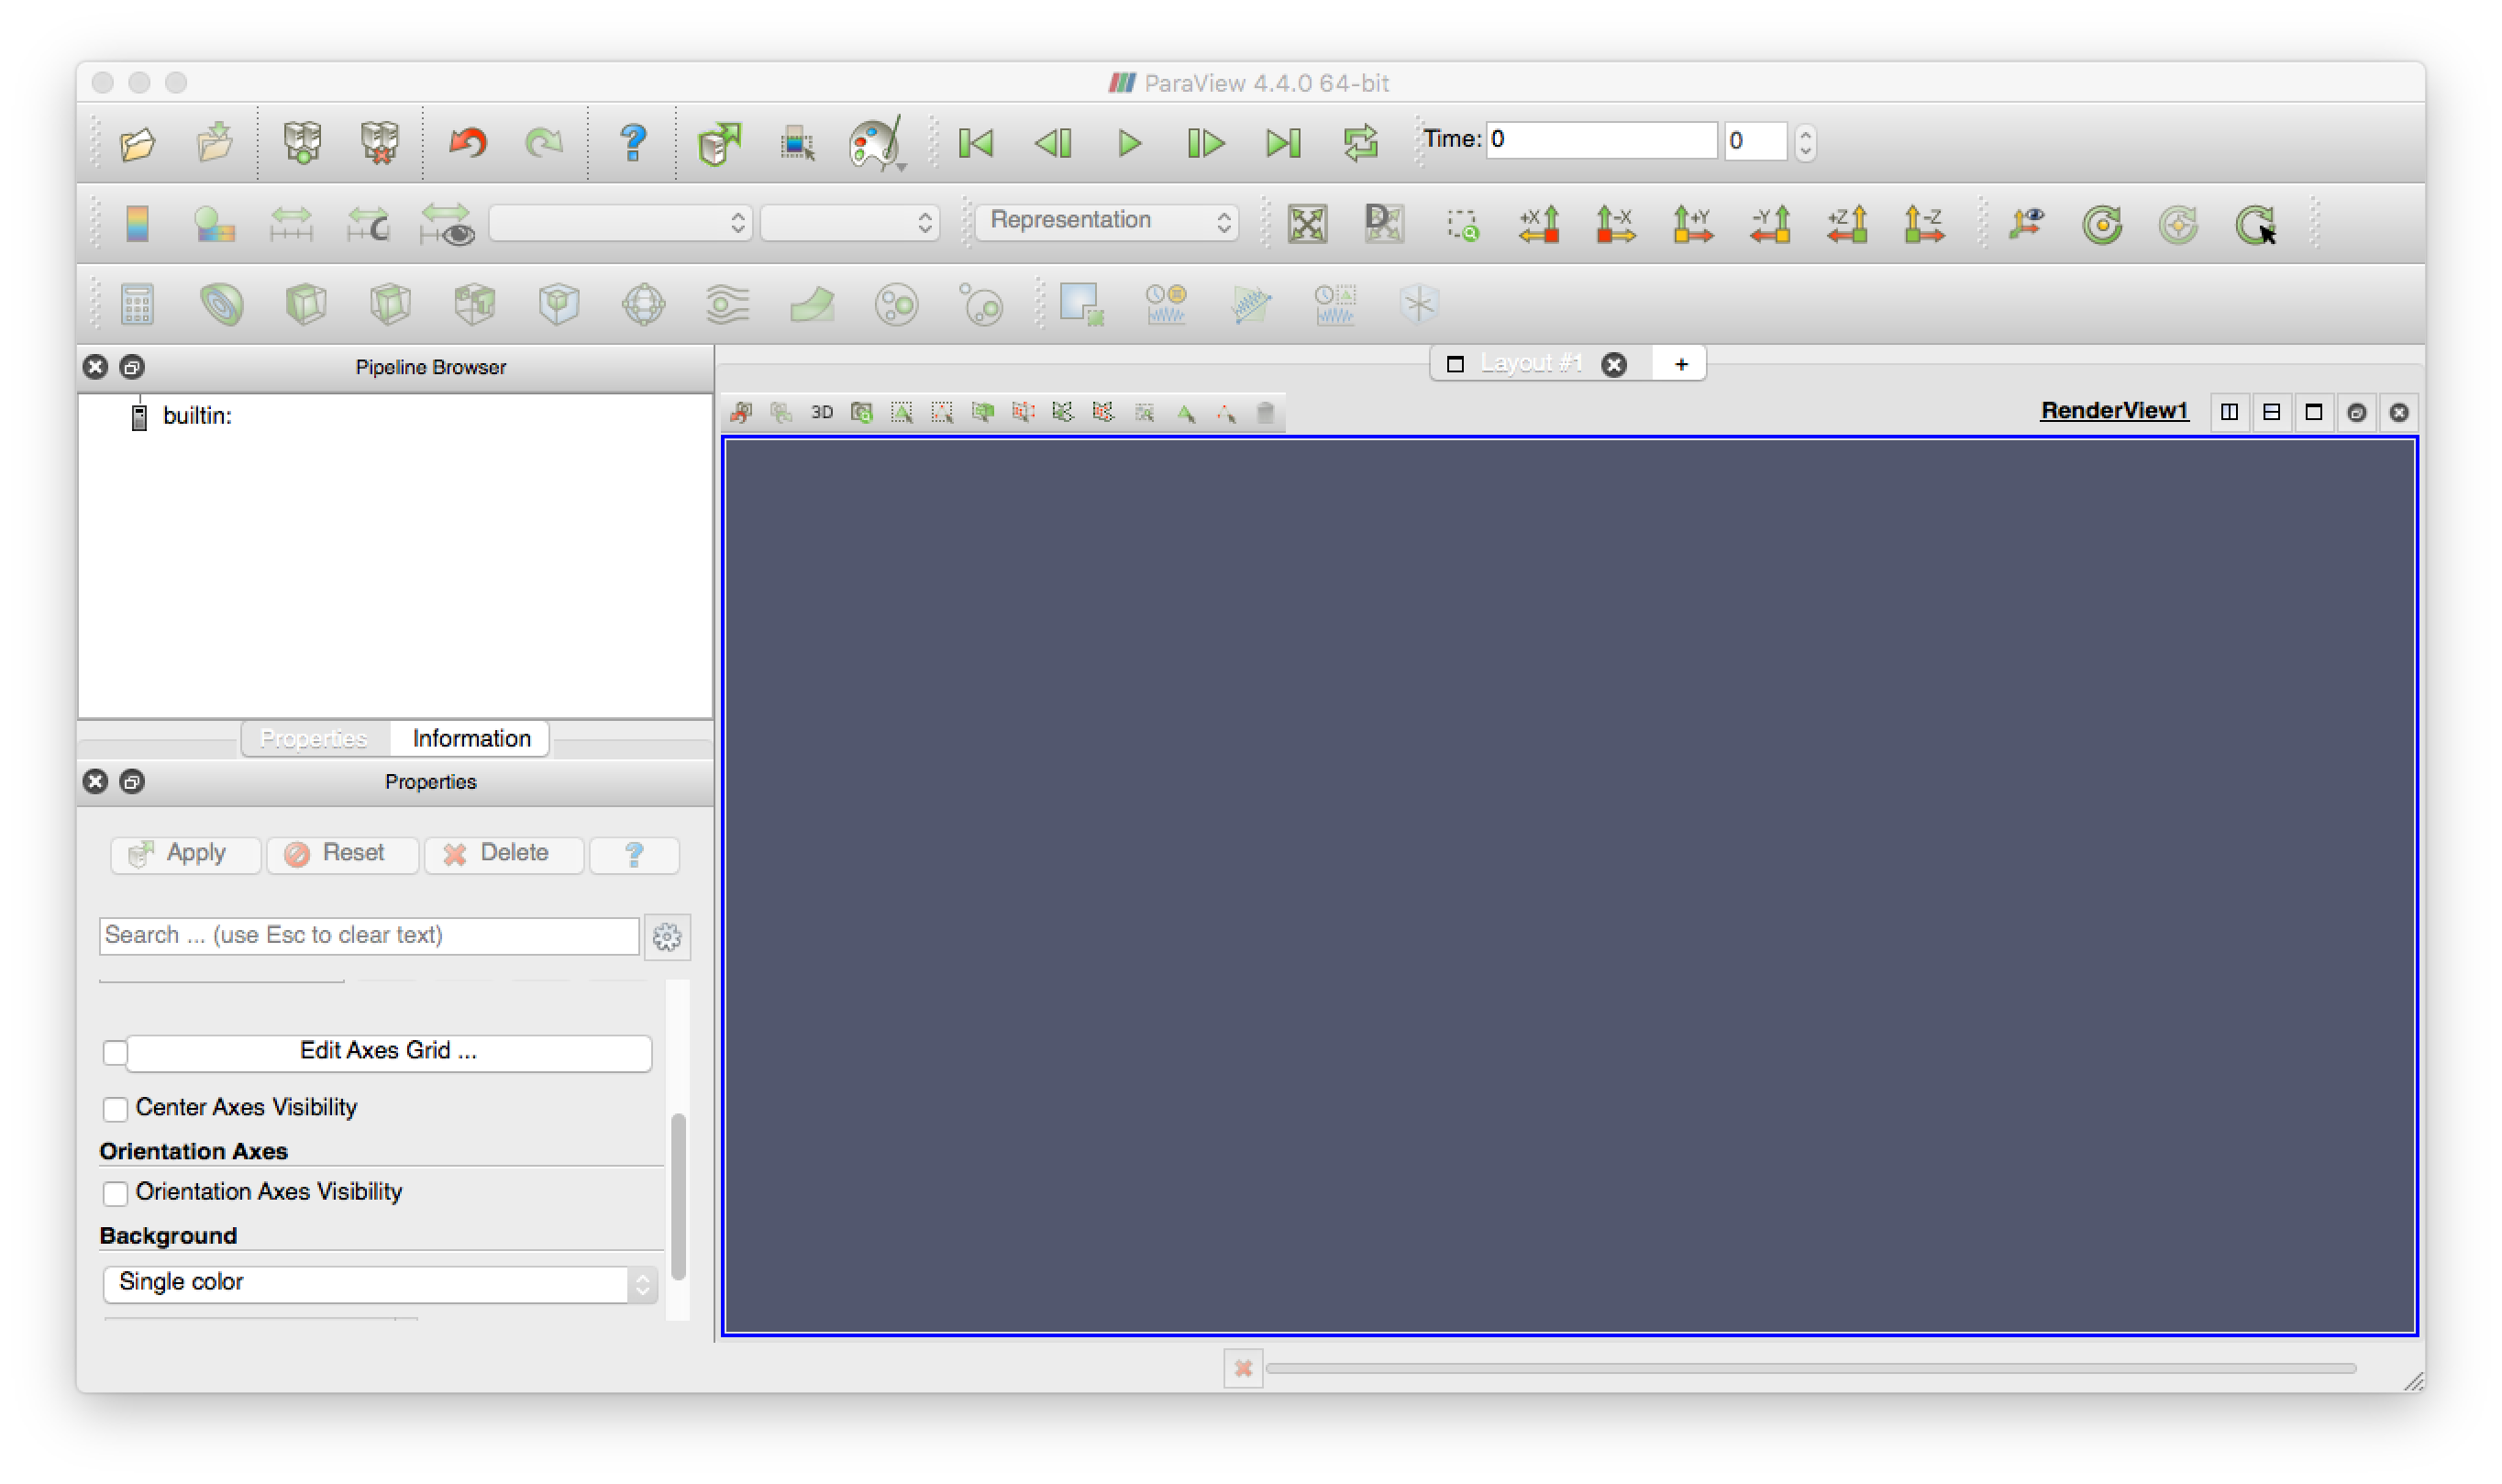 ParaView 4.4.0 64-bit
Time: 0 0
Representation
+X -X +Y -Y +Z -Z
Pipeline Browser
builtin:
Layout #1 +
3D
RenderView1
Properties Information
Properties
Apply Reset Delete ?
Search ... (use Esc to clear text)
Edit Axes Grid ...
Center Axes Visibility
Orientation Axes
Orientation Axes Visibility
Background
Single color